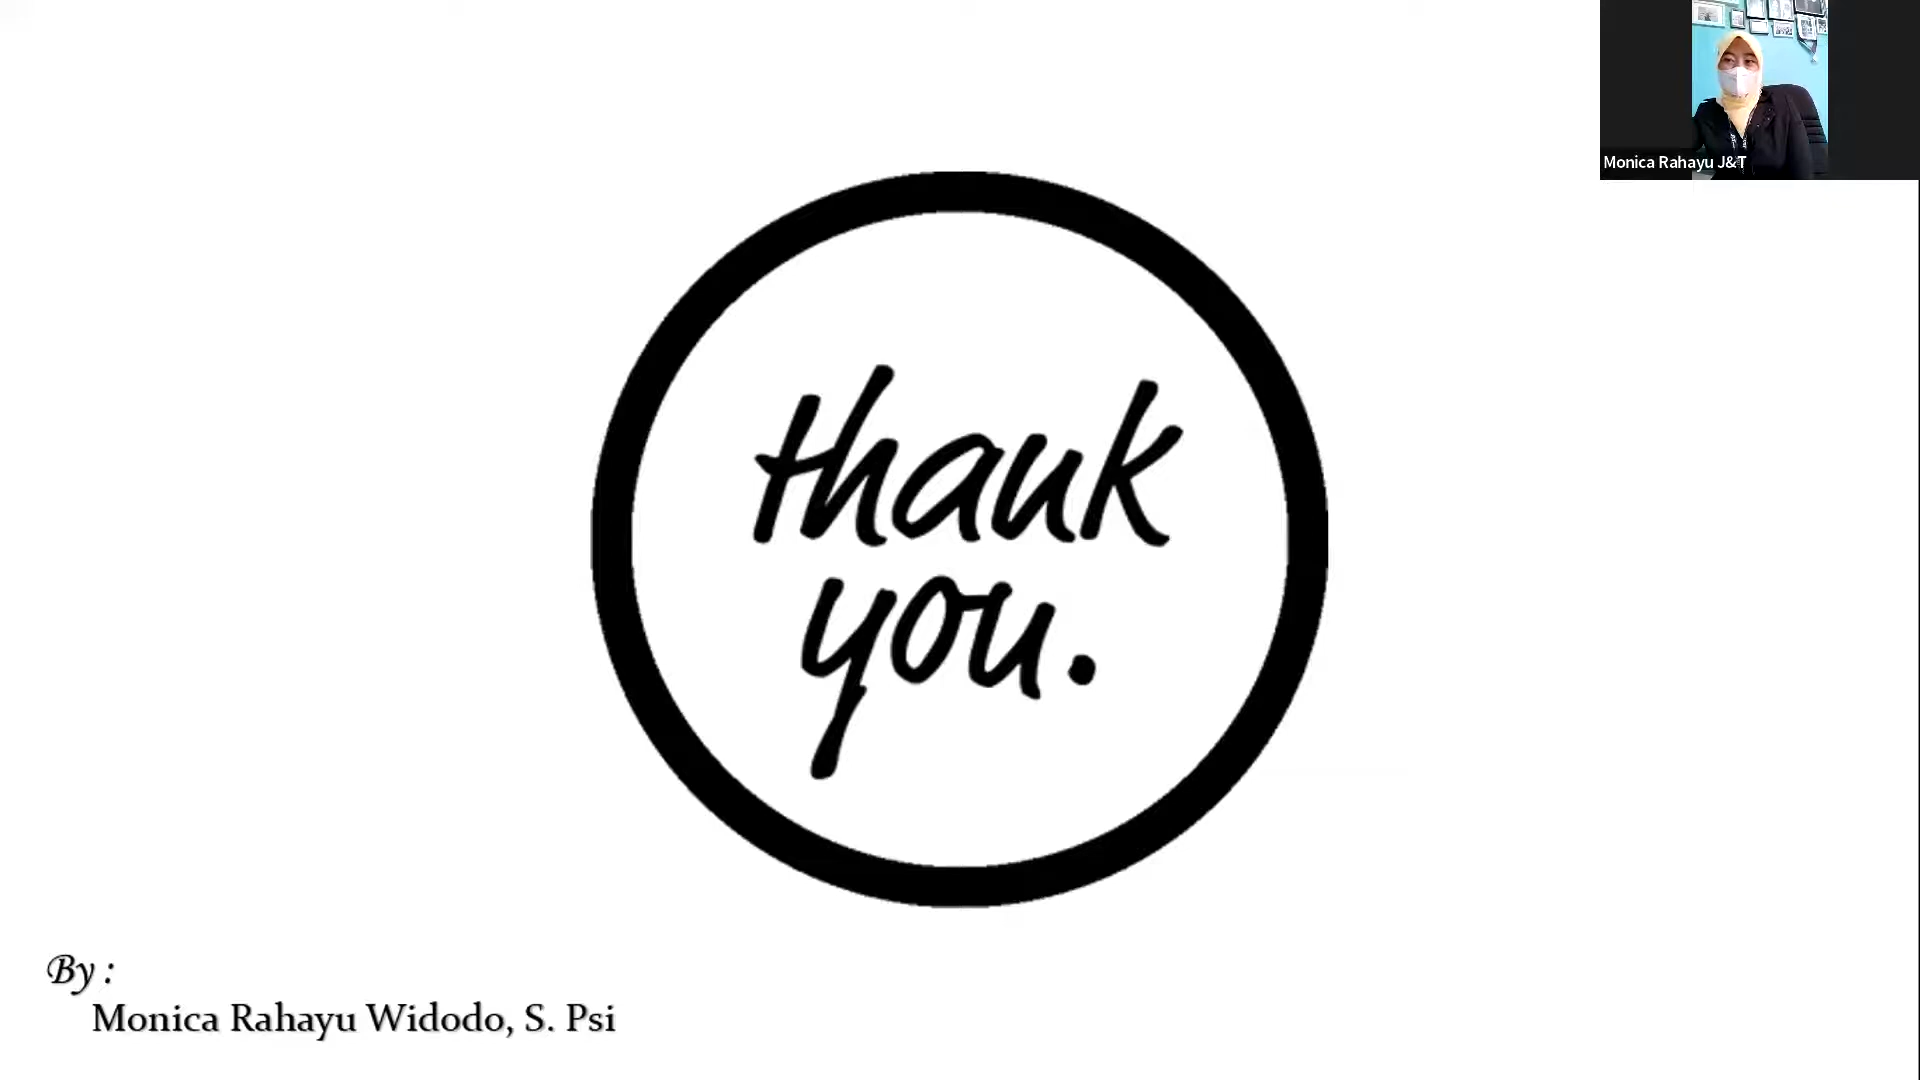 Monica Rahayu J&T
thank
you.
By :
Monica Rahayu Widodo, S. Psi